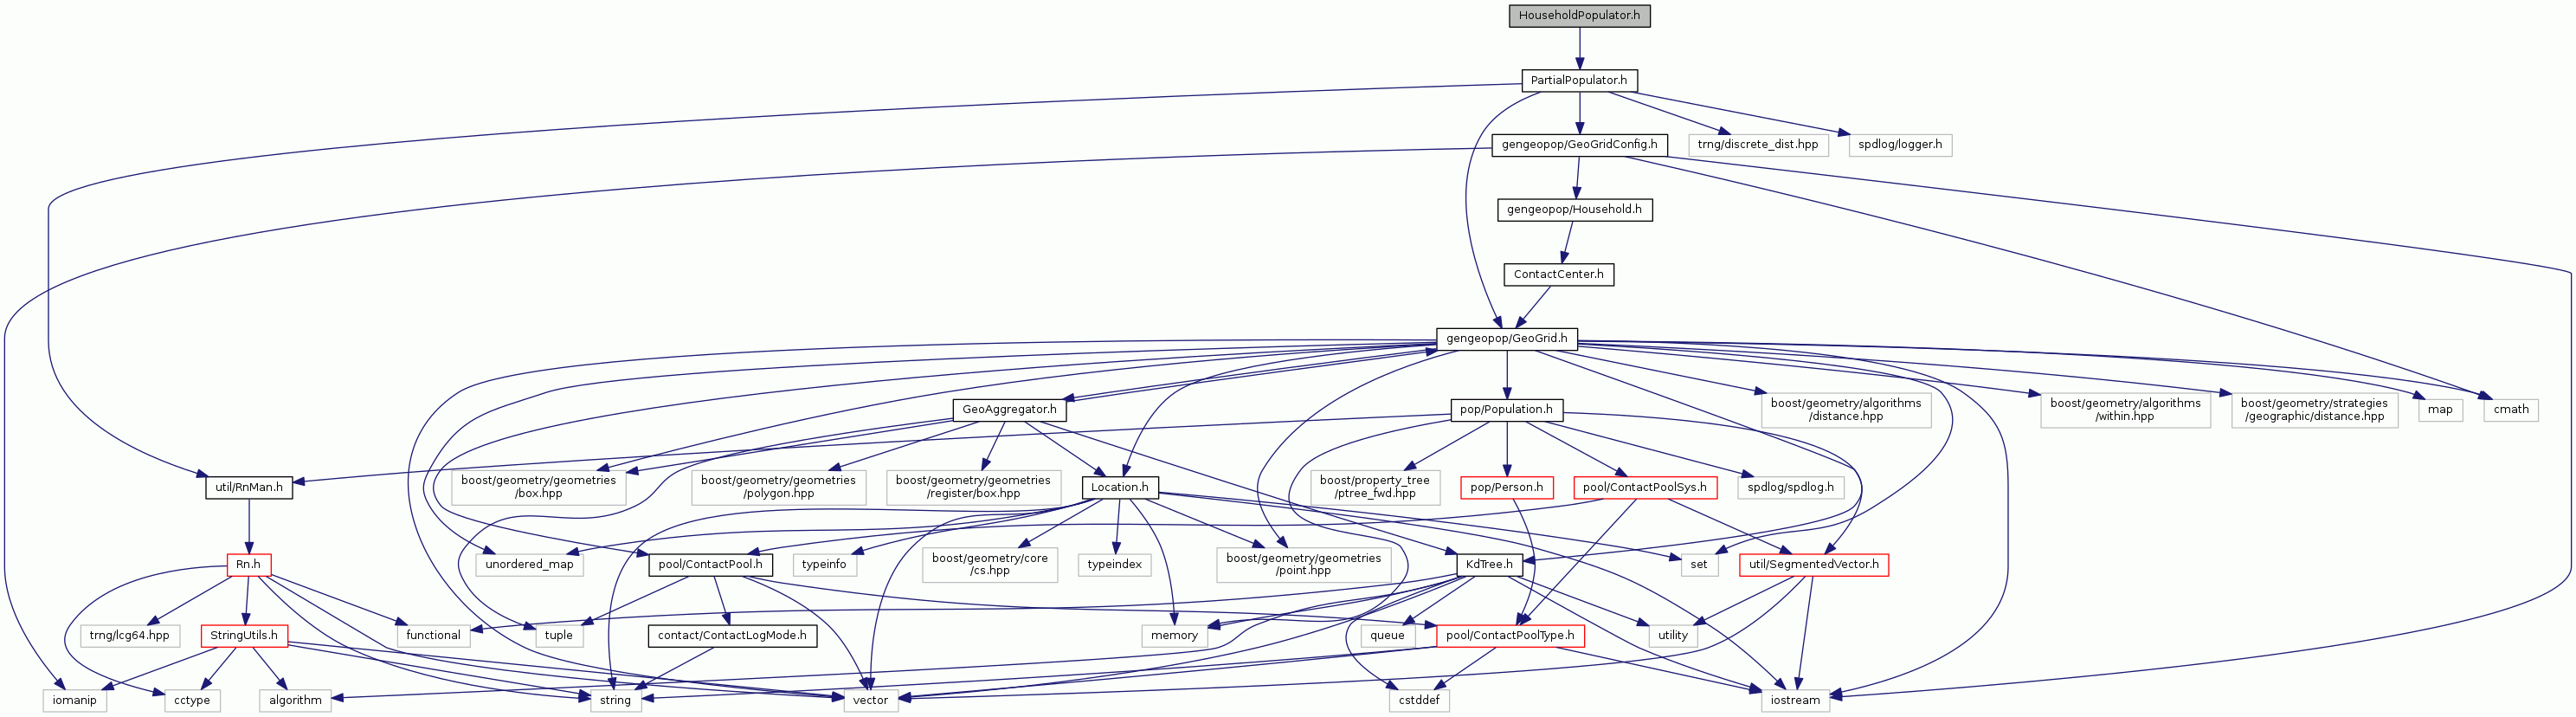 HouseholdPopulator.h
PartialPopulator.h
gengeopop/GeoGridConfig.h
trng/discrete_dist.hpp
spdlog/logger.h
gengeopop/Household.h
ContactCenter.h
gengeopop/GeoGrid.h
GeoAggregator.h
pop/Population.h
boost/geometry/algorithms
/distance.hpp
boost/geometry/algorithms
/within.hpp
boost/geometry/strategies
/geographic/distance.hpp
map
cmath
util/RnMan.h
boost/geometry/geometries
/box.hpp
boost/geometry/geometries
/polygon.hpp
boost/geometry/geometries
/register/box.hpp
Location.h
boost/property_tree
/ptree_fwd.hpp
pop/Person.h
pool/ContactPoolSys.h
spdlog/spdlog.h
Rn.h
unordered_map
pool/ContactPool.h
typeinfo
boost/geometry/core
/cs.hpp
typeindex
boost/geometry/geometries
/point.hpp
KdTree.h
set
util/SegmentedVector.h
trng/lcg64.hpp
StringUtils.h
functional
tuple
contact/ContactLogMode.h
memory
queue
pool/ContactPoolType.h
utility
iomanip
cctype
algorithm
string
vector
cstddef
iostream